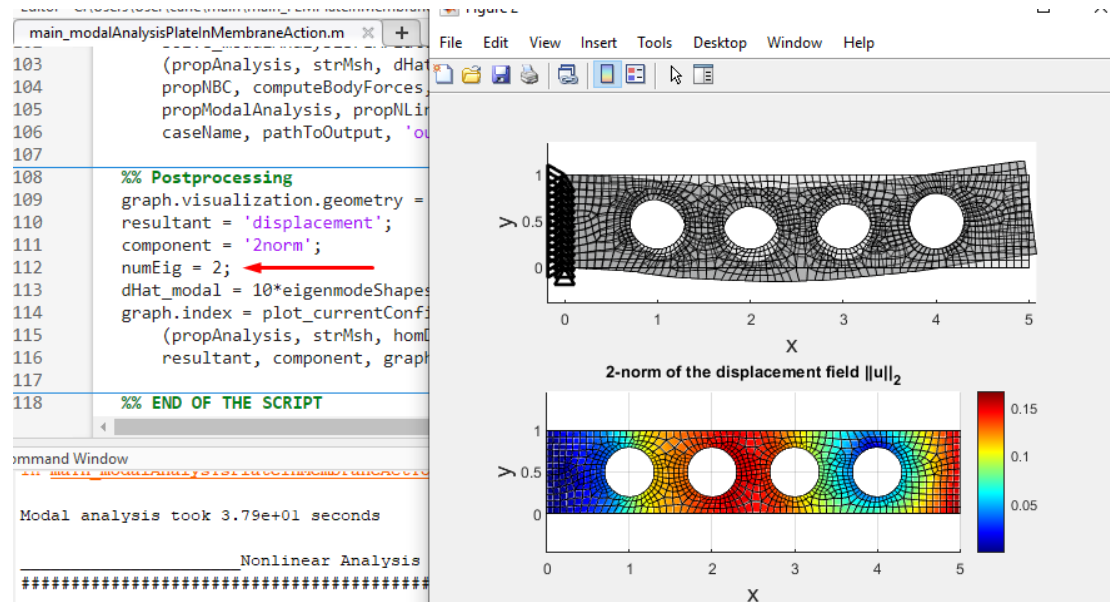 main_modalAnalysisPlateInMembraneAction.m
103 (propAnalysis, strMsh, dHat
104 propNBC, computeBodyForces,
105 propModalAnalysis, propNLin
106 caseName, pathToOutput, 'ou
107
108 %% Postprocessing
109 graph.visualization.geometry =
110 resultant = 'displacement';
111 component = '2norm';
112 numEig = 2;
113 dHat_modal = 10*eigenmodeShapes
114 graph.index = plot_currentConfi
115 (propAnalysis, strMsh, homD
116 resultant, component, graph
117
118 %% END OF THE SCRIPT
ommand Window
Modal analysis took 3.79e+01 seconds
____________________Nonlinear Analysis
########################################
File Edit View Insert Tools Desktop Window Help
1
0.5
0
y
0 1 2 3 4 5
x
2-norm of the displacement field ||u||2
1
0.5
0
y
0 1 2 3 4 5
x
0.15
0.1
0.05